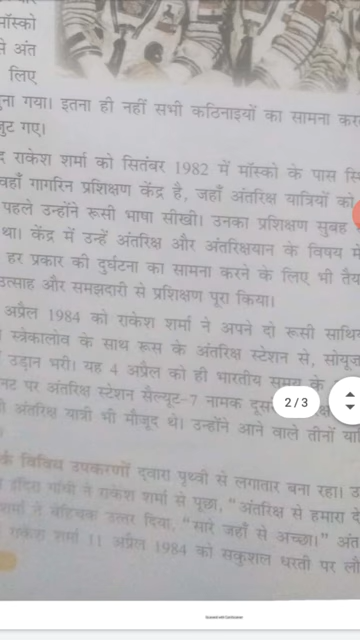 मॉस्को
से अंत
लिए
गया। इतना ही नहीं सभी कठिनाइयों का सामना
जुट गए।
राकेश शर्मा को सितंबर 1982 में मॉस्को के पास
वहाँ गागरिन प्रशिक्षण केंद्र है, जहाँ अंतरिक्ष यात्रियों को
पहले उन्होंने रूसी भाषा सीखी। उनका प्रशिक्षण सुबह
था। केंद्र में उन्हें अंतरिक्ष और अंतरिक्षयान के विषय
हर प्रकार की दुर्घटना का सामना करने के लिए भी
उत्साह और समझदारी से प्रशिक्षण पूरा किया।
अप्रैल 1984 को राकेश शर्मा ने अपने दो रूसी
स्त्रेकालोव के साथ रूस के अंतरिक्ष स्टेशन से, सोयूज
उड़ान भरी। यह 4 अप्रैल को ही भारतीय के
पर अंतरिक्ष स्टेशन सैल्यूट-7 नामक
2/3
अंतरिक्ष यात्री भी मौजूद थे। उन्होंने आने वाले तीनों
विविध उपकरणों द्वारा पृथ्वी से लगातार बना रहा।
इंदिरा गांधी ने राकेश शर्मा से पूछा, "अंतरिक्ष से हमारा
शर्मा ने बेहिचक उत्तर दिया, "सारे जहाँ से अच्छा।"
राकेश शर्मा 11 अप्रैल 1984 को सकुशल धरती पर